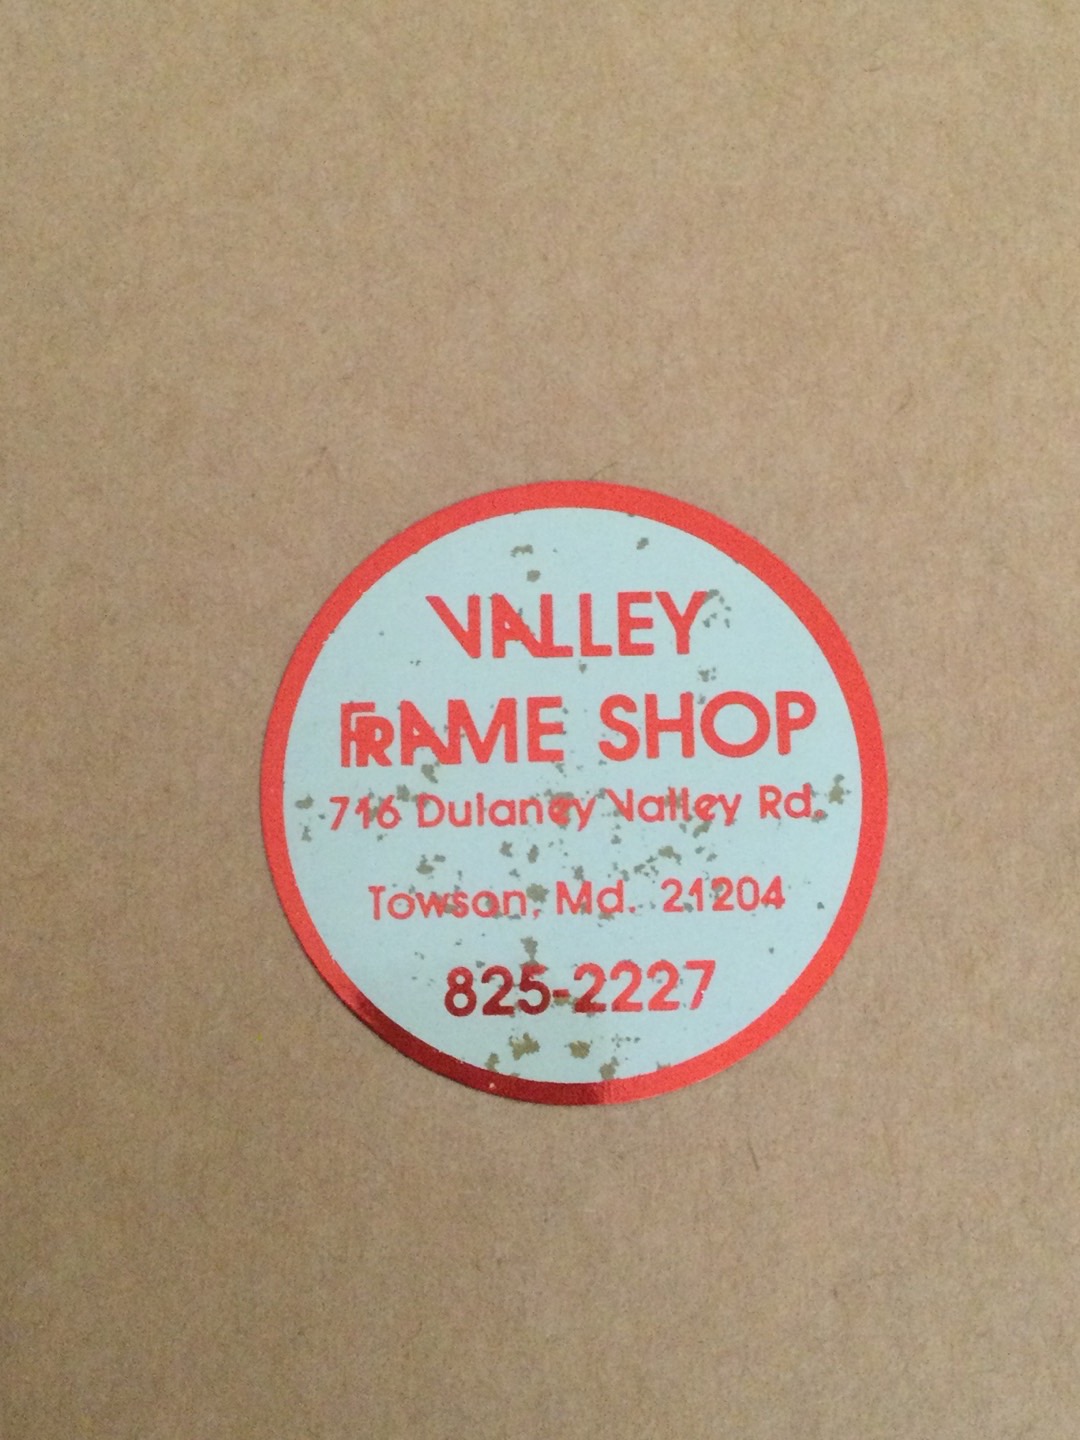 VALLEY
FRAME SHOP
716 Dulaney Valley Rd.
Towson, Md. 21204
825-2227